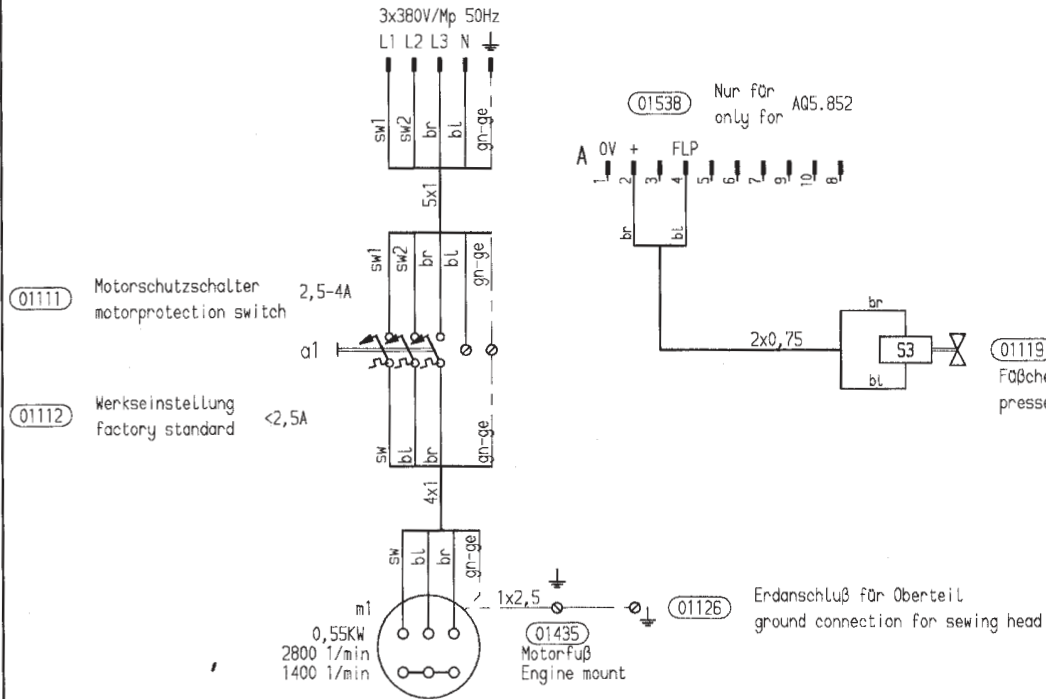 3x380V/Mp 50Hz
L1 L2 L3 N
sw1 sw2 br bl gn-ge
5x1
sw1 sw2 br bl gn-ge
01111 Motorschutzschalter 2,5-4A
motorprotection switch
a1
01112 Werkseinstellung <2,5A
factory standard
sw bl br gn-ge
4x1
sw bl br gn-ge
m1
0,55KW
2800 1/min
1400 1/min
1x2,5
01435
Motorfuß
Engine mount
01126 Erdanschluß für Oberteil
ground connection for sewing head
01538 Nur für AQ5.852
only for
A 0V + FLP
1 2 3 4 5 6 7 9 10 8
br bl
2x0,75
br
S3
bl
01119